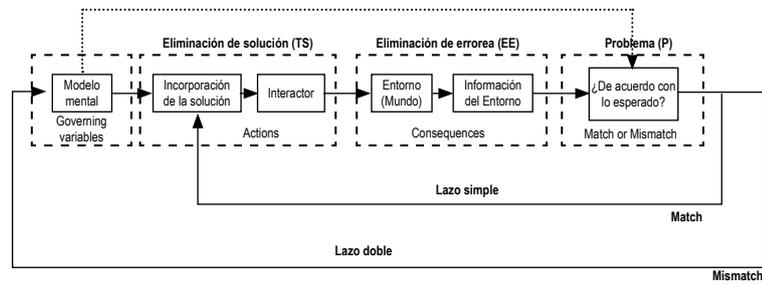 Eliminación de solución (TS)
Eliminación de errorea (EE)
Problema (P)
Modelo
mental
Governing
variables
Incorporación
de la solución
Interactor
Actions
Entorno
(Mundo)
Información
del Entorno
Consequences
¿De acuerdo con
lo esperado?
Match or Mismatch
Lazo simple
Match
Lazo doble
Mismatch